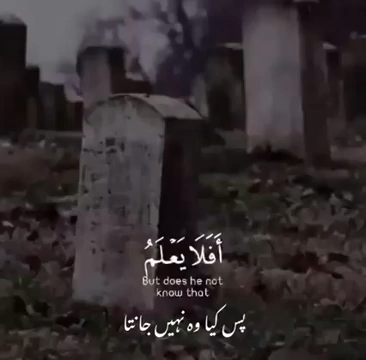 أَفَلَا يَعْلَمُ
But does he not
know that
پس کیا وہ نہیں جانتا